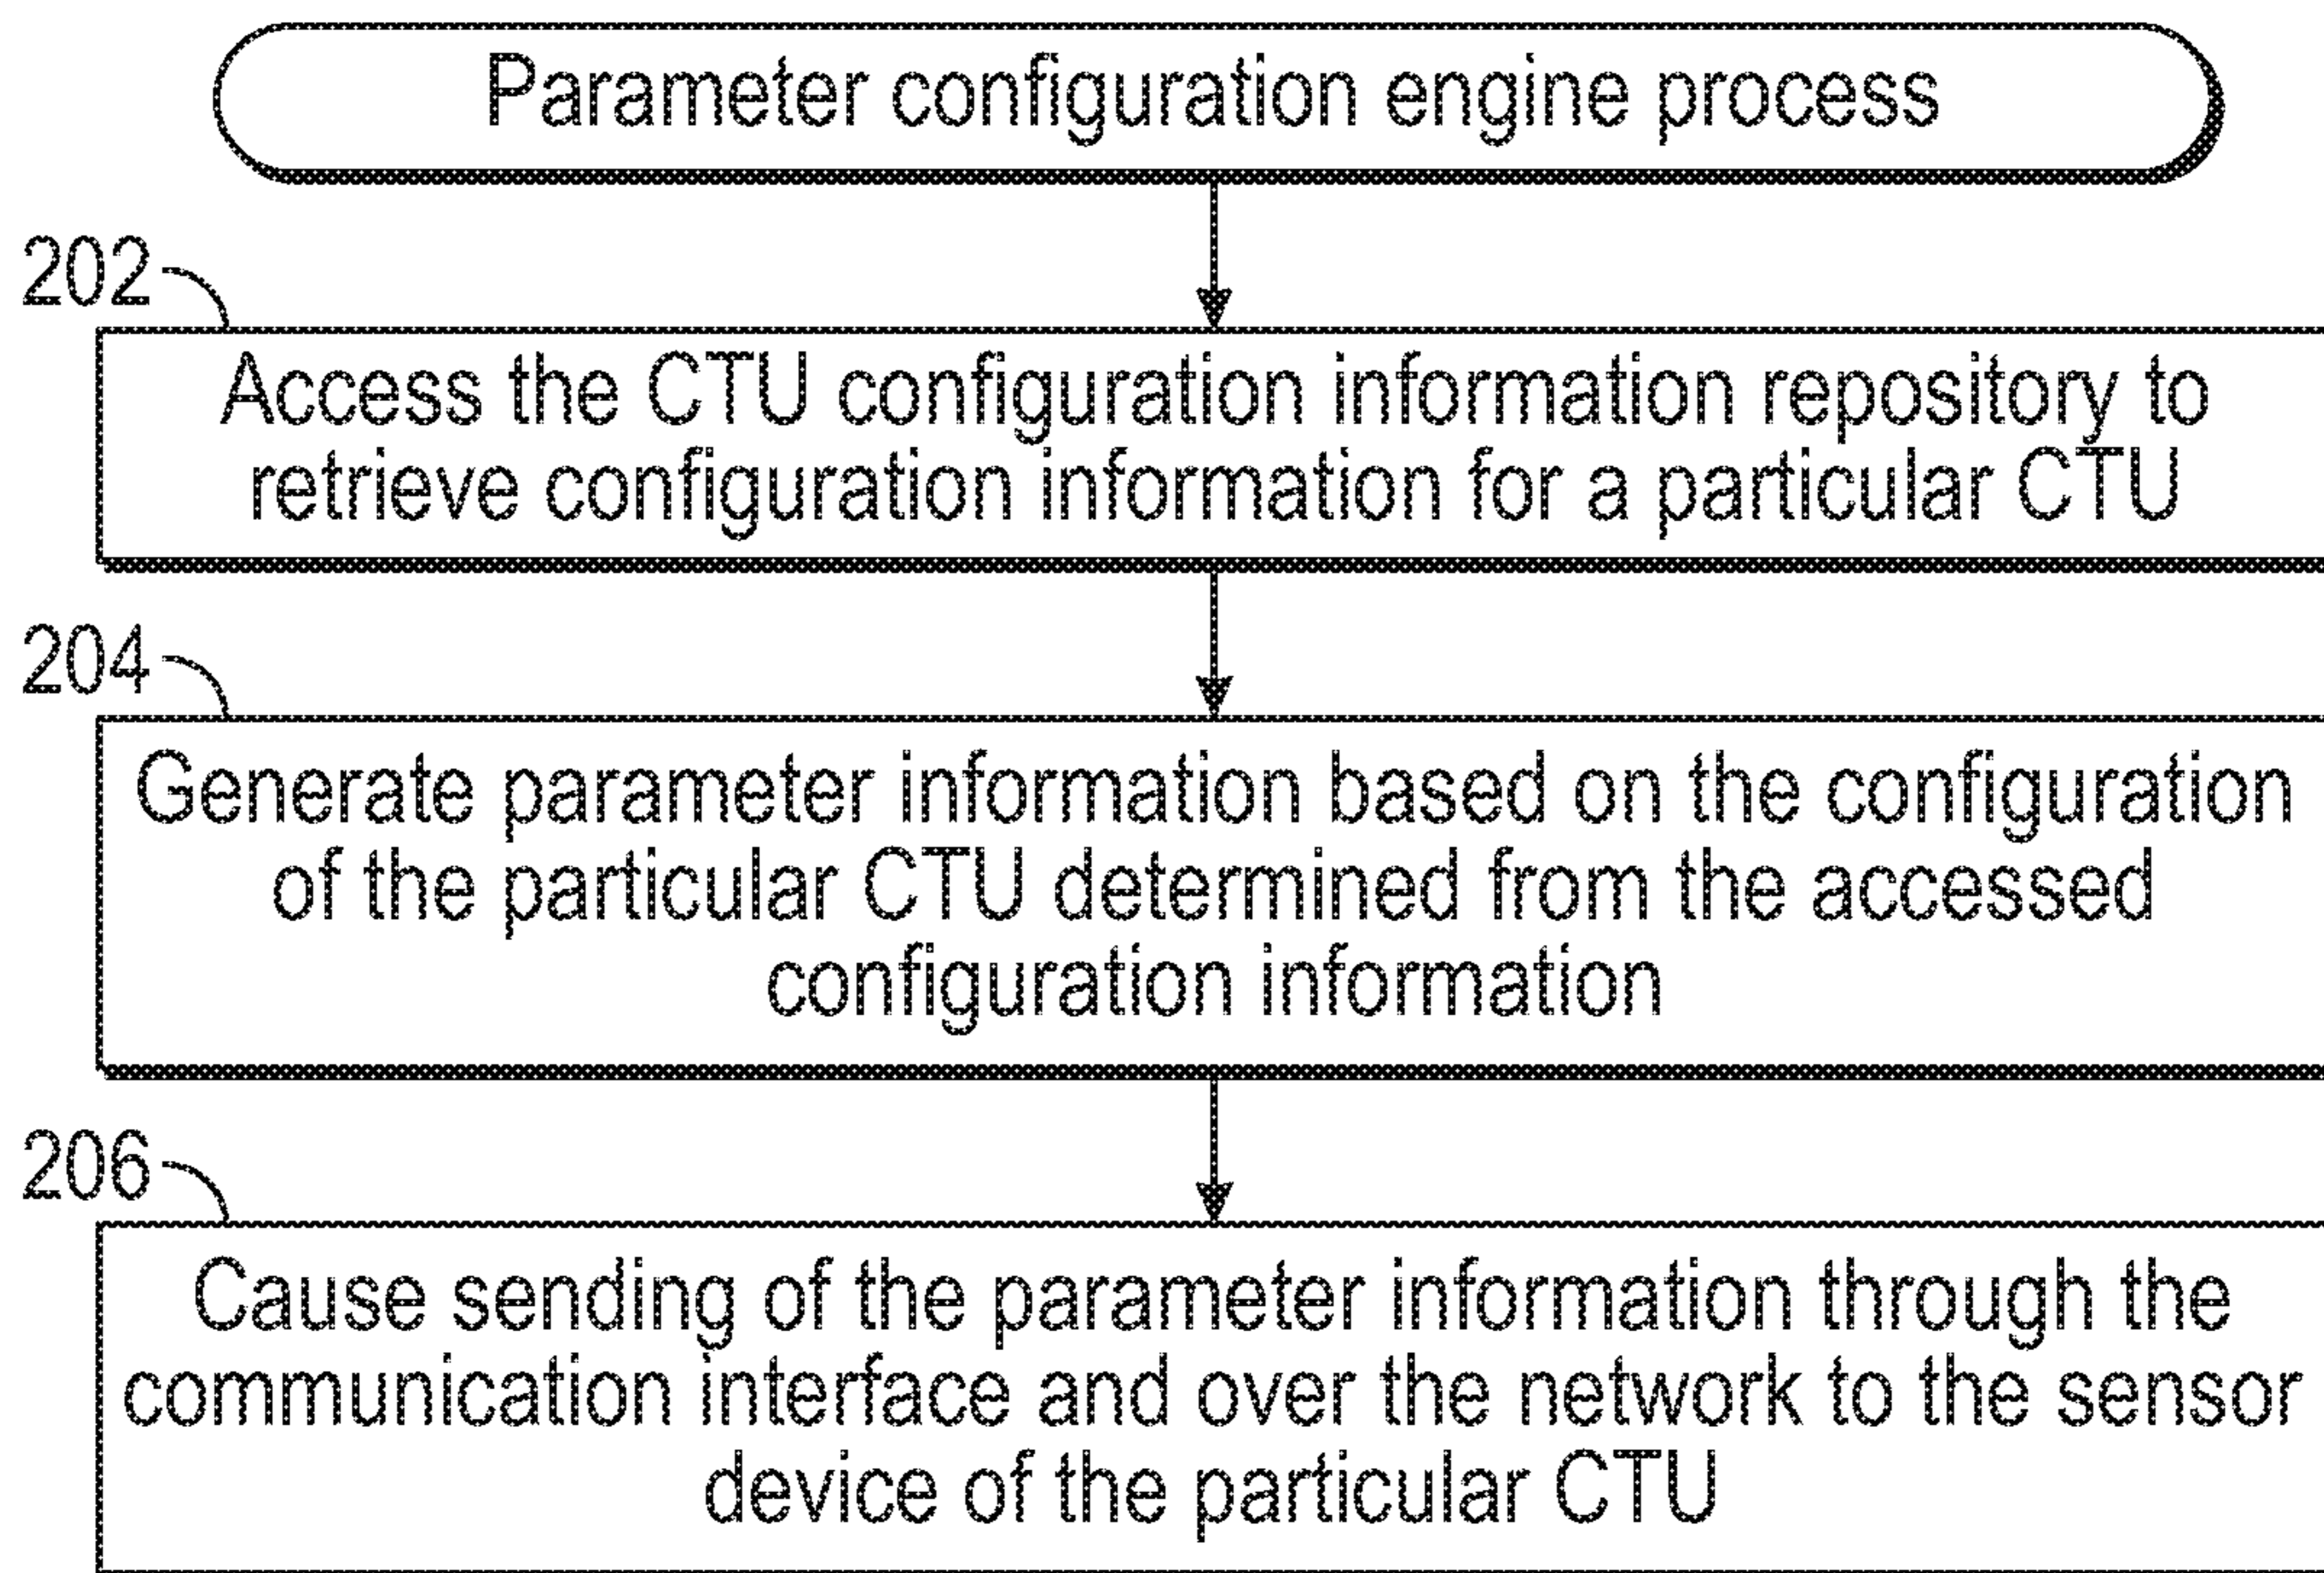 Parameter configuration engine process
202
Access the CTU configuration information repository to
retrieve configuration information for a particular CTU
204
Generate parameter information based on the configuration
of the particular CTU determined from the accessed
configuration information
206
Cause sending of the parameter information through the
communication interface and over the network to the sensor
device of the particular CTU